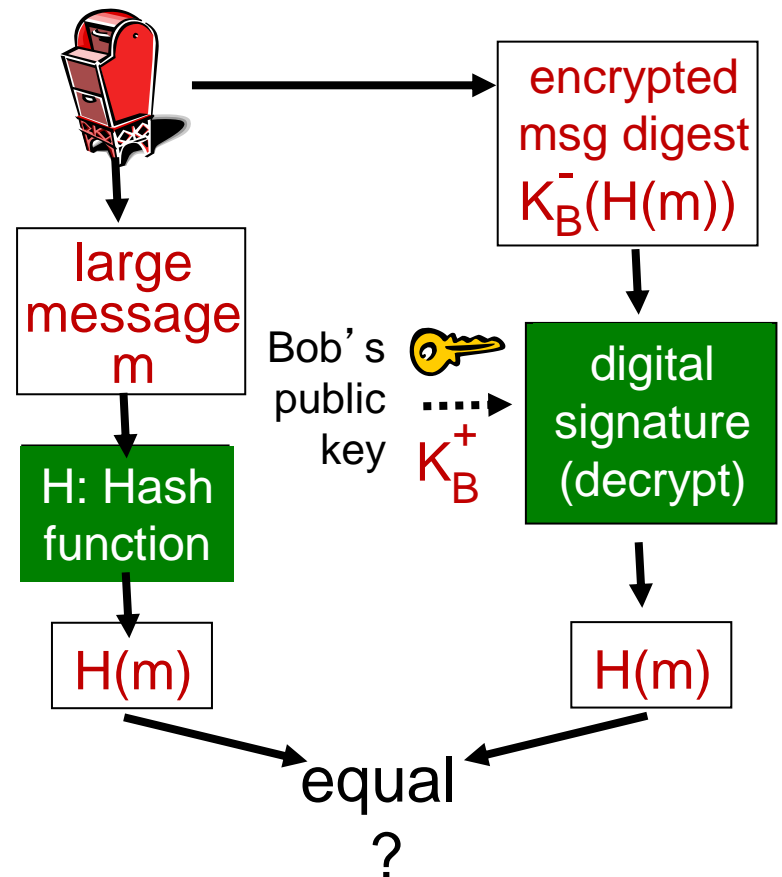 encrypted
msg digest
K_B^-(H(m))
large
message
m
Bob's
public
key
K_B^+
digital
signature
(decrypt)
H: Hash
function
H(m)
H(m)
equal
?